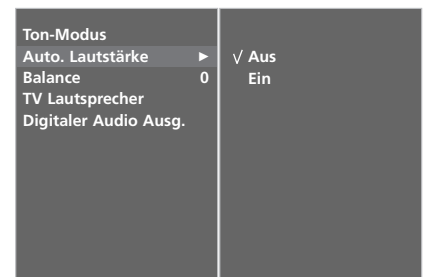 Ton-Modus
Auto. Lautstärke ►
Balance 0
TV Lautsprecher
Digitaler Audio Ausg.
√ Aus
Ein